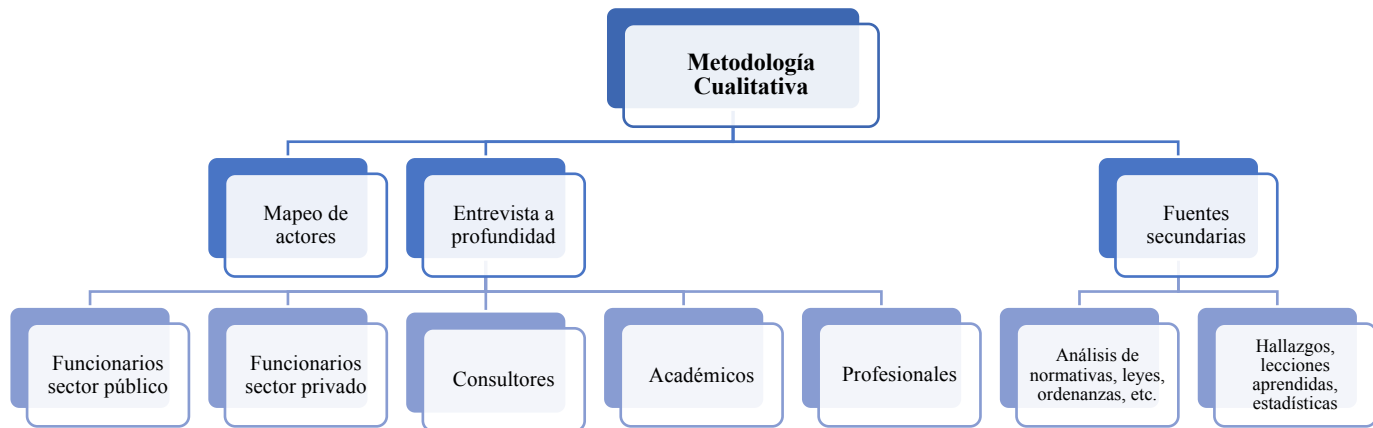 Metodología
Cualitativa
Mapeo de
actores
Entrevista a
profundidad
Fuentes
secundarias
Funcionarios
sector público
Funcionarios
sector privado
Consultores
Académicos
Profesionales
Análisis de
normativas, leyes,
ordenanzas, etc.
Hallazgos,
lecciones
aprendidas,
estadísticas